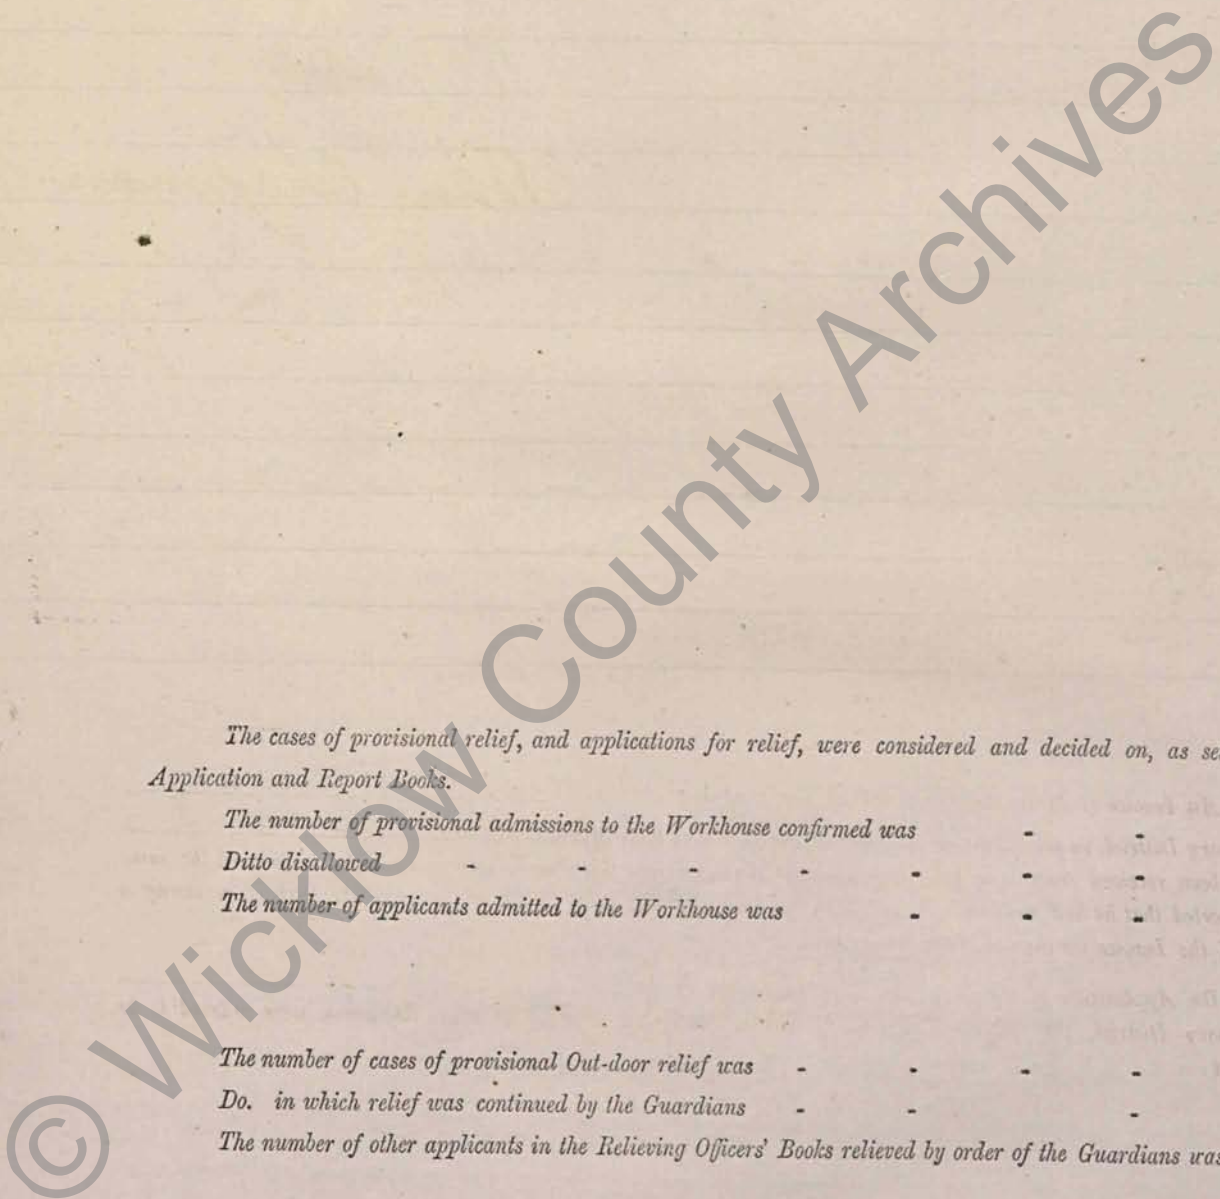 The cases of provisional relief, and applications for relief, were considered and decided on, as se
Application and Report Books.
The number of provisional admissions to the Workhouse confirmed was - -
Ditto disallowed - - - - - - -
The number of applicants admitted to the Workhouse was - - -
The number of cases of provisional Out-door relief was - - - -
Do. in which relief was continued by the Guardians - - -
The number of other applicants in the Relieving Officers' Books relieved by order of the Guardians was
© Wicklow County Archives